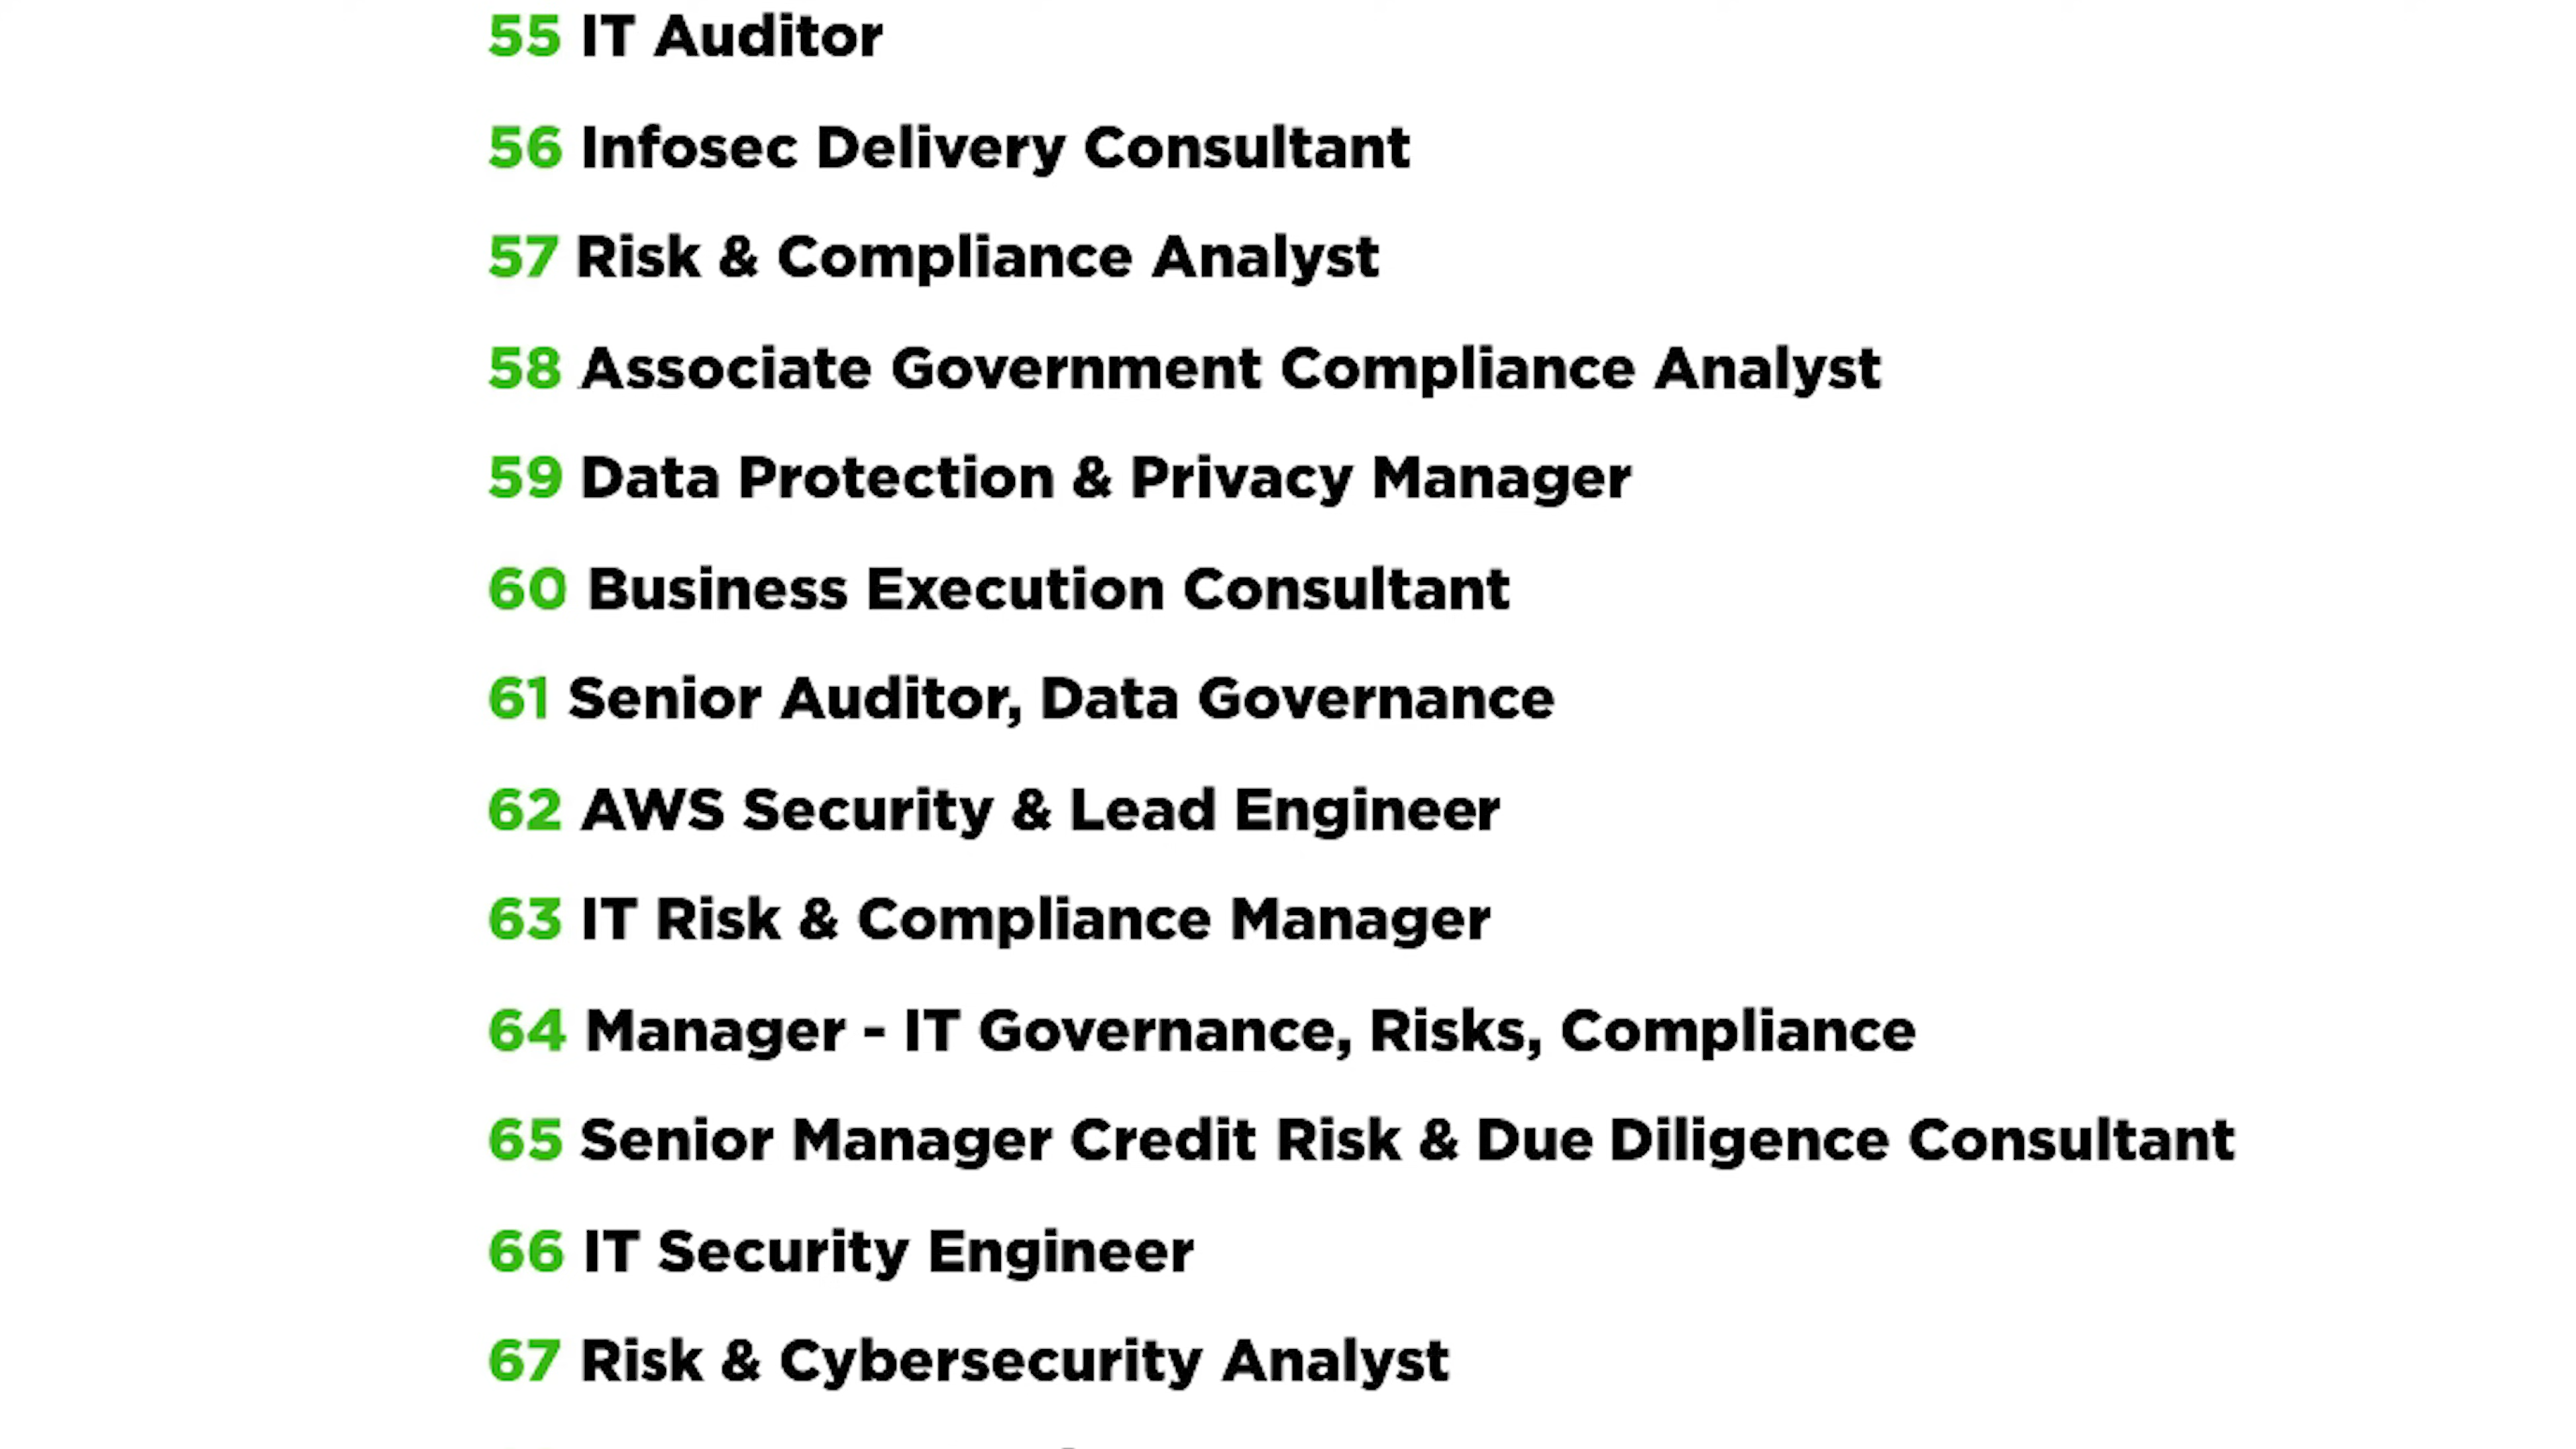 55 IT Auditor
56 Infosec Delivery Consultant
57 Risk & Compliance Analyst
58 Associate Government Compliance Analyst
59 Data Protection & Privacy Manager
60 Business Execution Consultant
61 Senior Auditor, Data Governance
62 AWS Security & Lead Engineer
63 IT Risk & Compliance Manager
64 Manager - IT Governance, Risks, Compliance
65 Senior Manager Credit Risk & Due Diligence Consultant
66 IT Security Engineer
67 Risk & Cybersecurity Analyst